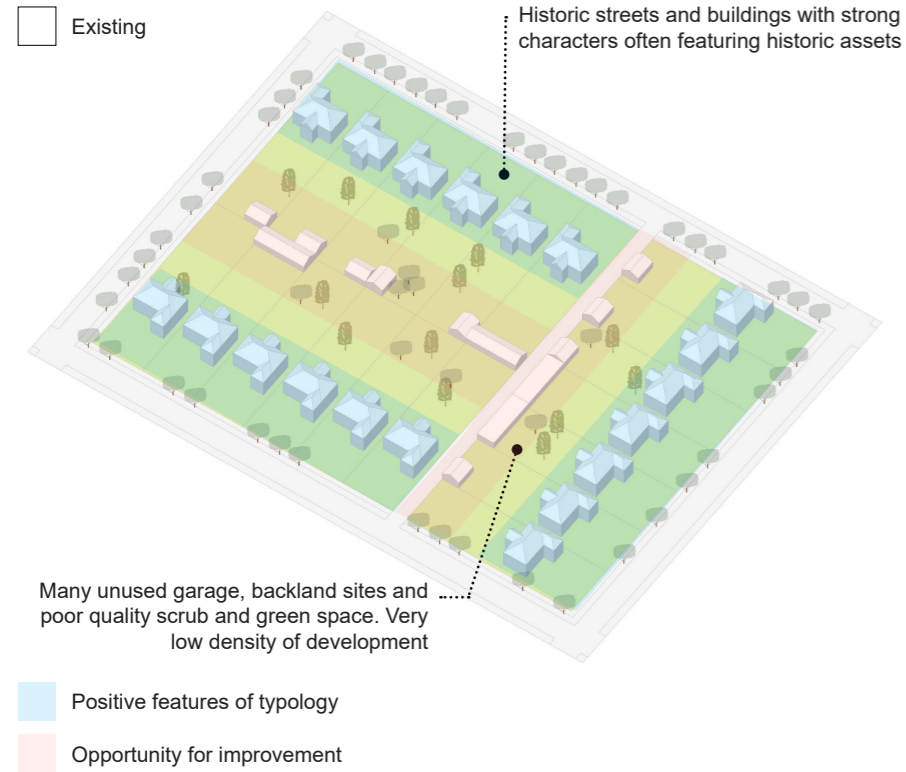 Existing
Historic streets and buildings with strong
characters often featuring historic assets
Many unused garage, backland sites and
poor quality scrub and green space. Very
low density of development
Positive features of typology
Opportunity for improvement